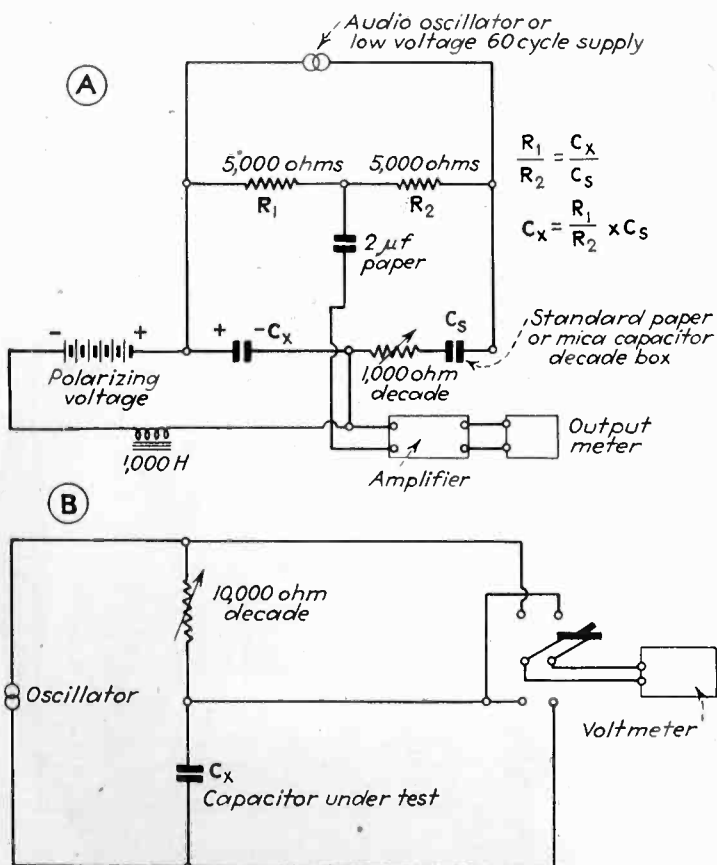 Audio oscillator or
low voltage 60 cycle supply
A
5,000 ohms
5,000 ohms
R1
R2
R1/R2 = Cx/Cs
Cx = R1/R2 x Cs
2 µf
paper
- +
+ -Cx
Cs
Standard paper
or mica capacitor
decade box
Polarizing
voltage
1,000 ohm
decade
1,000 H
Amplifier
Output
meter
B
10,000 ohm
decade
Oscillator
Cx
Capacitor under test
Voltmeter